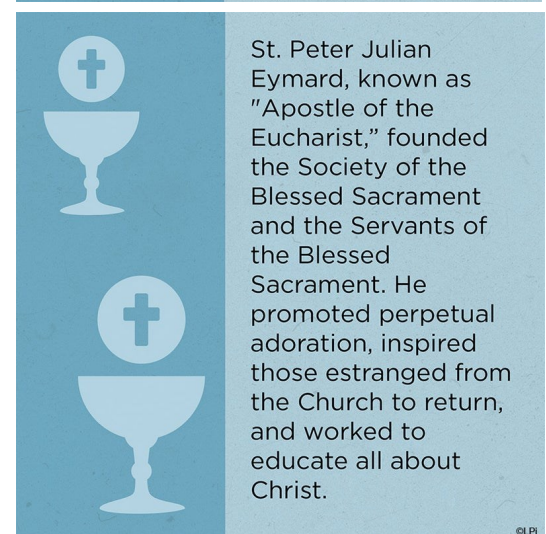 St. Peter Julian
Eymard, known as
"Apostle of the
Eucharist,” founded
the Society of the
Blessed Sacrament
and the Servants of
the Blessed
Sacrament. He
promoted perpetual
adoration, inspired
those estranged from
the Church to return,
and worked to
educate all about
Christ.
©LPi